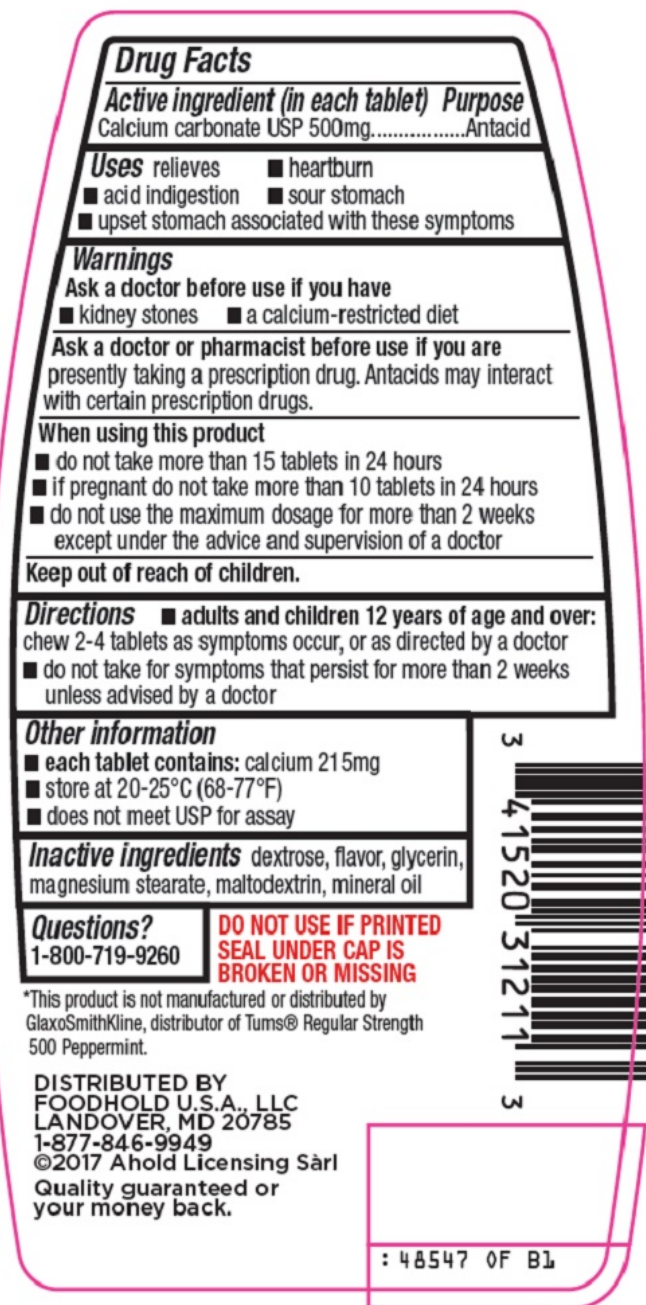 Drug Facts
Active ingredient (in each tablet) Purpose
Calcium carbonate USP 500mg..................Antacid
Uses relieves ■ heartburn
■ acid indigestion ■ sour stomach
■ upset stomach associated with these symptoms
Warnings
Ask a doctor before use if you have
■ kidney stones ■ a calcium-restricted diet
Ask a doctor or pharmacist before use if you are
presently taking a prescription drug. Antacids may interact
with certain prescription drugs.
When using this product
■ do not take more than 15 tablets in 24 hours
■ if pregnant do not take more than 10 tablets in 24 hours
■ do not use the maximum dosage for more than 2 weeks
except under the advice and supervision of a doctor
Keep out of reach of children.
Directions ■ adults and children 12 years of age and over:
chew 2-4 tablets as symptoms occur, or as directed by a doctor
■ do not take for symptoms that persist for more than 2 weeks
unless advised by a doctor
Other information
■ each tablet contains: calcium 215mg
■ store at 20-25°C (68-77°F)
■ does not meet USP for assay
Inactive ingredients dextrose, flavor, glycerin,
magnesium stearate, maltodextrin, mineral oil
Questions?
1-800-719-9260
DO NOT USE IF PRINTED
SEAL UNDER CAP IS
BROKEN OR MISSING
*This product is not manufactured or distributed by
GlaxoSmithKline, distributor of Tums® Regular Strength
500 Peppermint.
DISTRIBUTED BY
FOODHOLD U.S.A., LLC
LANDOVER, MD 20785
1-877-846-9949
©2017 Ahold Licensing Sàrl
Quality guaranteed or
your money back.
3 41520 31211 3
: 48547 OF B1